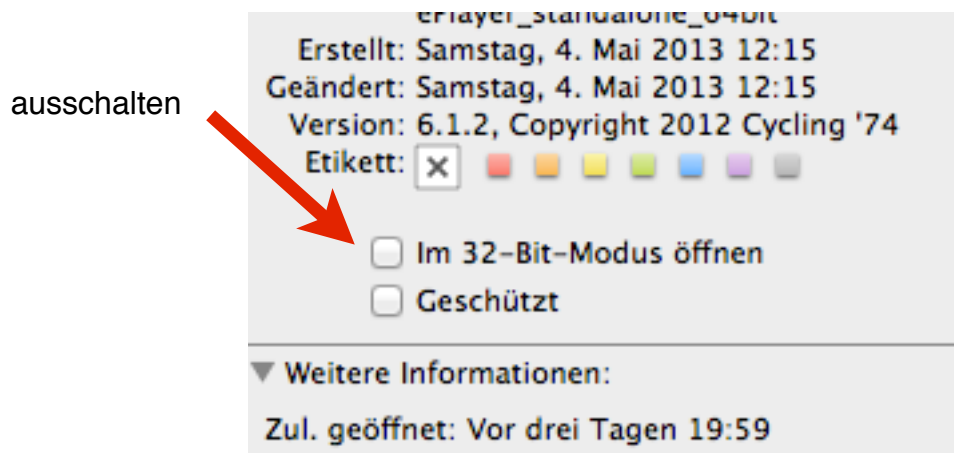 ePlayer_standalone_64bit
Erstellt: Samstag, 4. Mai 2013 12:15
Geändert: Samstag, 4. Mai 2013 12:15
ausschalten
Version: 6.1.2, Copyright 2012 Cycling '74
Etikett:
Im 32-Bit-Modus öffnen
Geschützt
Weitere Informationen:
Zul. geöffnet: Vor drei Tagen 19:59